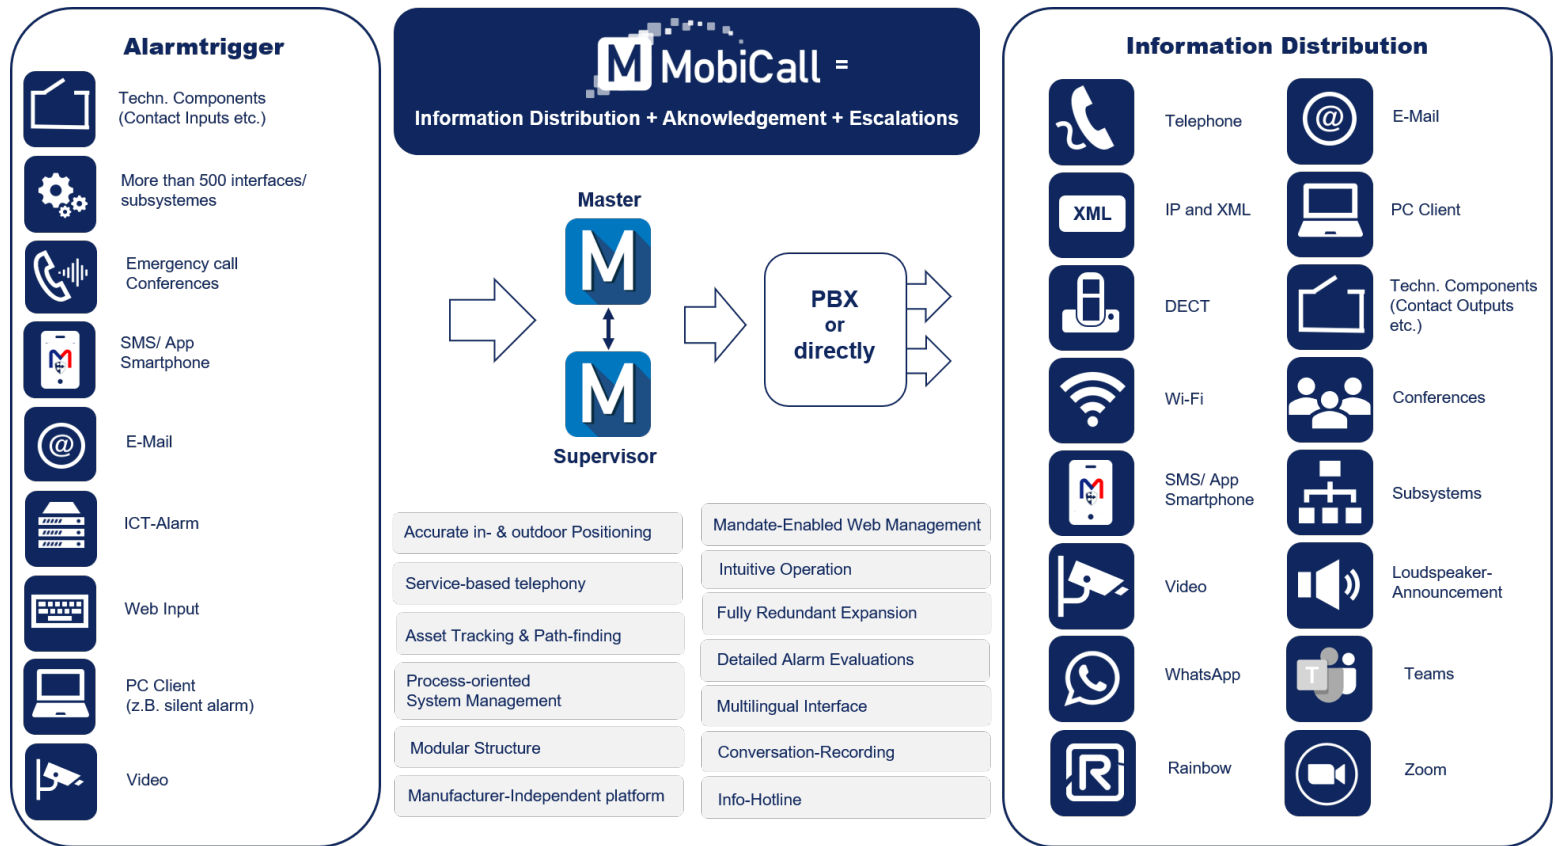 Alarmtrigger
Techn. Components
(Contact Inputs etc.)
More than 500 interfaces/
subsysteme
Emergency call
Conferences
SMS/ App
Smartphone
M
@
E-Mail
ICT-Alarm
Web Input
PC Client
(z.B. silent alarm)
Video
M MobiCall =
Information Distribution + Aknowledgement + Escalations
Master
M
M
Supervisor
PBX
or
directly
Accurate in- & outdoor Positioning
Service-based telephony
Asset Tracking & Path-finding
Process-oriented
System Management
Modular Structure
Manufacturer-Independent platform
Mandate-Enabled Web Management
Intuitive Operation
Fully Redundant Expansion
Detailed Alarm Evaluations
Multilingual Interface
Conversation-Recording
Info-Hotline
Information Distribution
Telephone
XML
IP and XML
DECT
Wi-Fi
M
SMS/ App
Smartphone
Video
WhatsApp
R
Rainbow
@
E-Mail
PC Client
Techn. Components
(Contact Outputs
etc.)
Conferences
Subsystems
Loudspeaker-
Announcement
T
Teams
Zoom